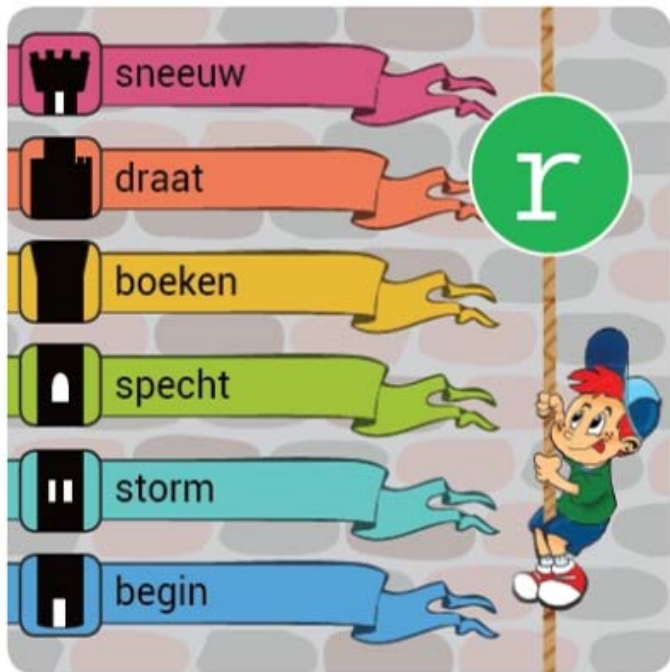 sneeuw
draat
boeken
specht
storm
begin
r